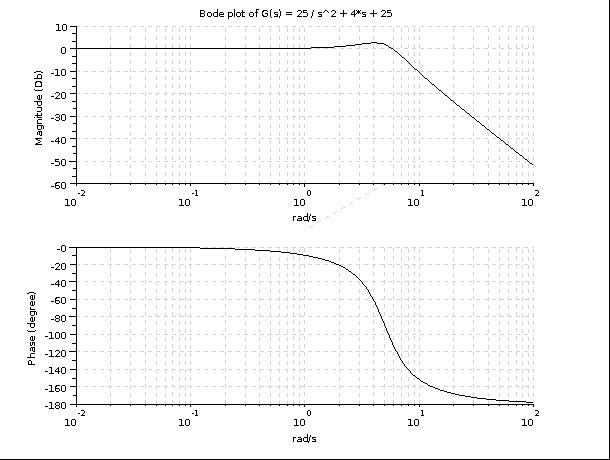 Bode plot of G(s) = 25 / s^2 + 4*s + 25
10
0
-10
-20
-30
-40
-50
-60
Magnitude (Db)
10^-2 10^-1 10^0 10^1 10^2
rad/s
-0
-20
-40
-60
-80
-100
-120
-140
-160
-180
Phase (degree)
10^-2 10^-1 10^0 10^1 10^2
rad/s